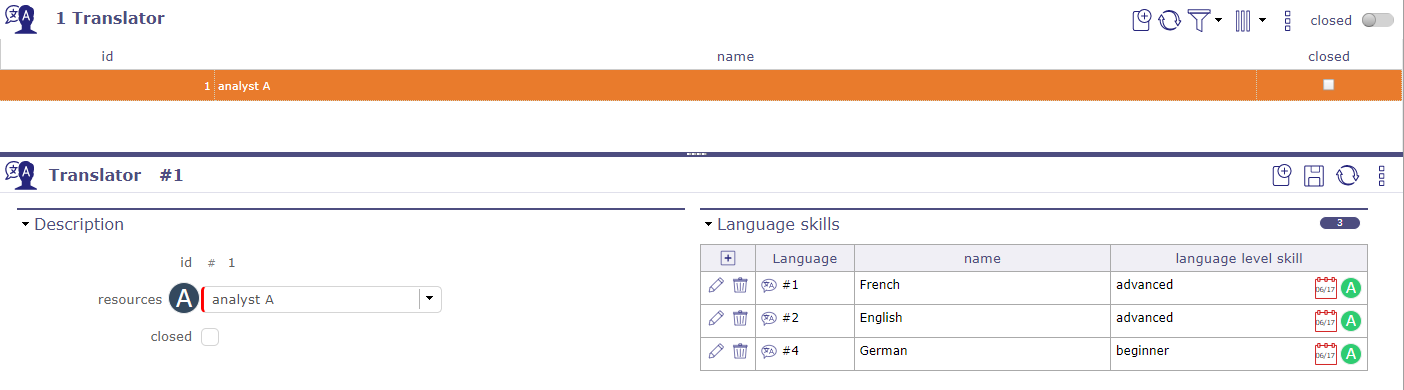 1 Translator
closed
id name closed
1 analyst A
Translator #1
Description
id # 1
resources A analyst A
closed
Language skills 3
Language name language level skill
#1 French advanced 06/17 A
#2 English advanced 06/17 A
#4 German beginner 06/17 A